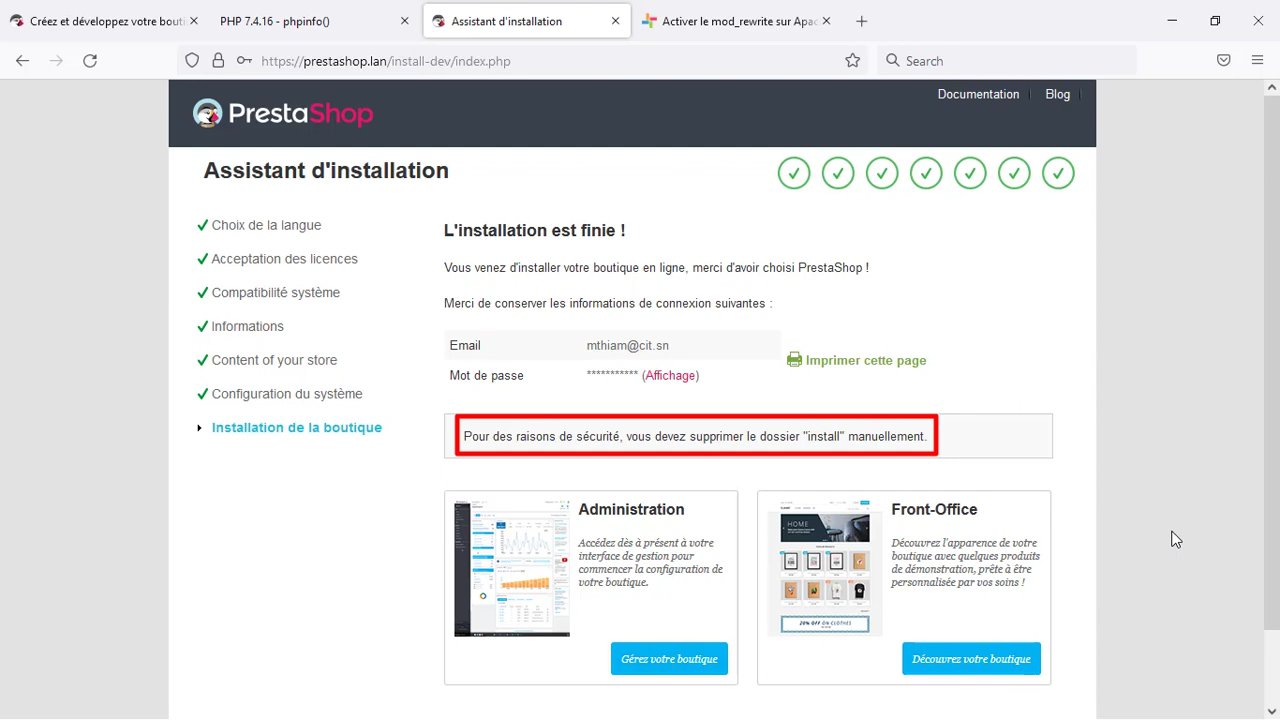 Créez et développez votre bouti
PHP 7.4.16 - phpinfo()
Assistant d'installation
Activer le mod_rewrite sur Apac
https://prestashop.lan/install-dev/index.php
Search
PrestaShop
Documentation
Blog
Assistant d'installation
Choix de la langue
Acceptation des licences
Compatibilité système
Informations
Content of your store
Configuration du système
Installation de la boutique
L'installation est finie !
Vous venez d'installer votre boutique en ligne, merci d'avoir choisi PrestaShop !
Merci de conserver les informations de connexion suivantes :
Email mthiam@cit.sn
Mot de passe *********** (Affichage)
Imprimer cette page
Pour des raisons de sécurité, vous devez supprimer le dossier "install" manuellement.
Administration
Accédez dès à présent à votre
interface de gestion pour
commencer la configuration de
votre boutique.
Gérez votre boutique
Front-Office
Découvrez l'apparence de votre
boutique avec quelques produits
de démonstration, prête à être
personnalisée par vos soins !
HOME
20% OFF ON CLOTHES
Découvrez votre boutique